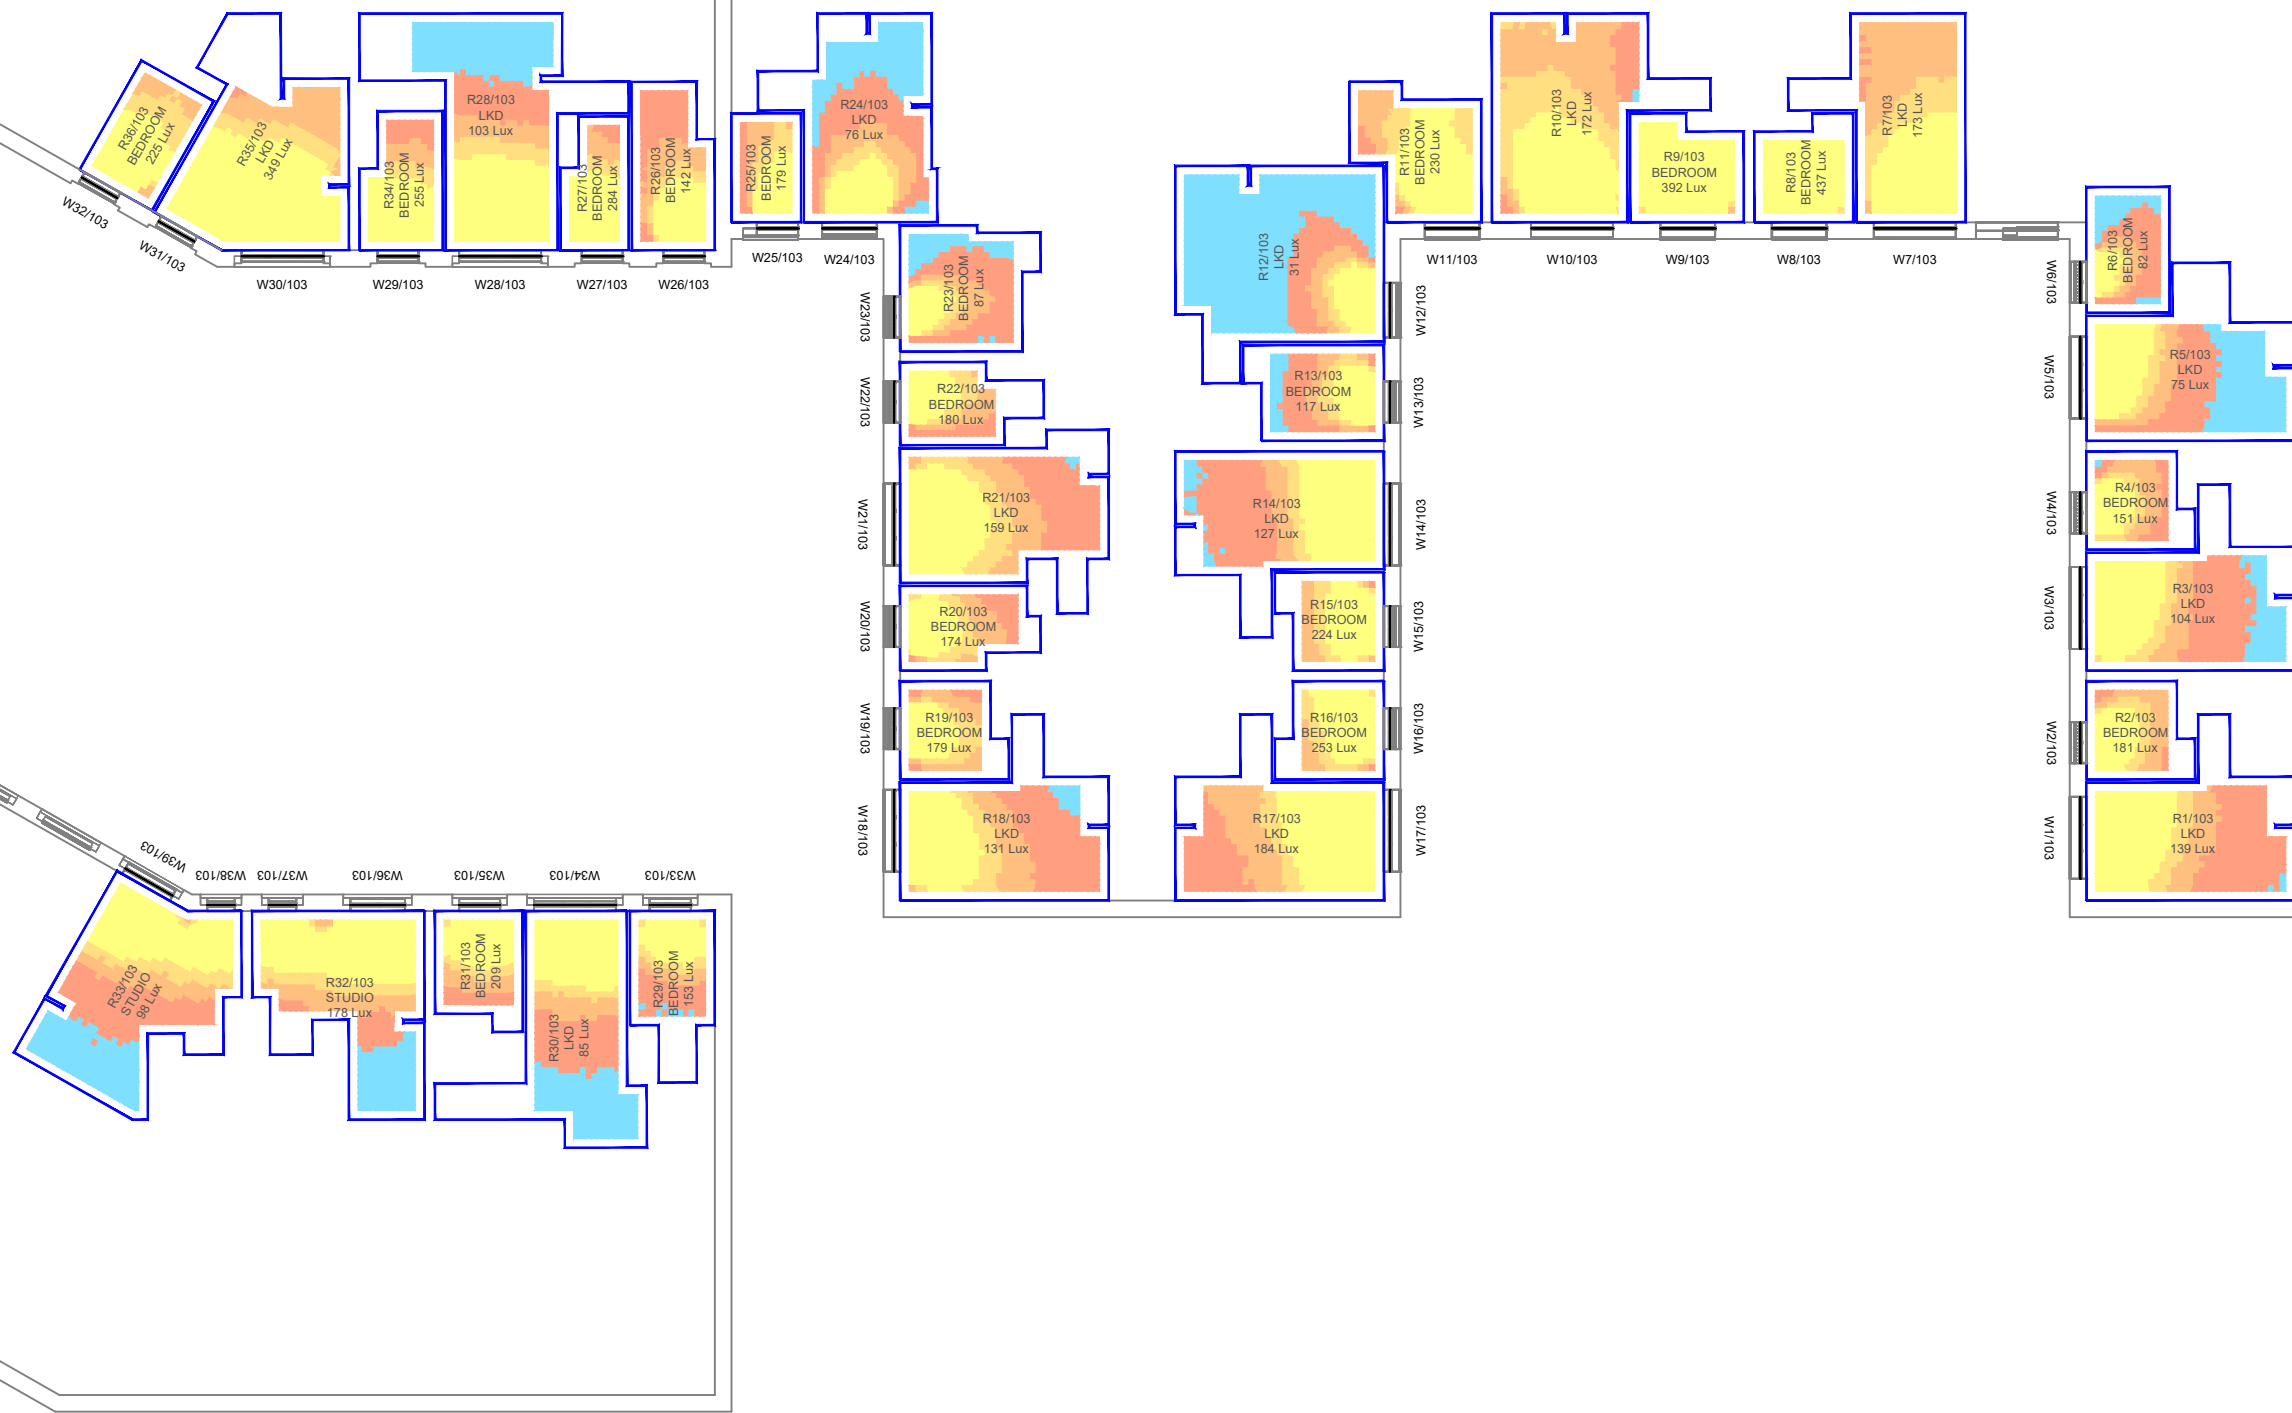 R36/103
BEDROOM
225 Lux
R35/103
LKD
349 Lux
R34/103
BEDROOM
255 Lux
R28/103
LKD
103 Lux
R27/103
BEDROOM
284 Lux
R26/103
BEDROOM
142 Lux
R25/103
BEDROOM
179 Lux
R24/103
LKD
76 Lux
R11/103
BEDROOM
230 Lux
R10/103
LKD
172 Lux
R9/103
BEDROOM
392 Lux
R8/103
BEDROOM
437 Lux
R7/103
LKD
173 Lux
R6/103
BEDROOM
82 Lux
W32/103
W31/103
W30/103
W29/103
W28/103
W27/103
W26/103
W25/103
W24/103
W11/103
W10/103
W9/103
W8/103
W7/103
W6/103
R23/103
BEDROOM
87 Lux
W23/103
R12/103
LKD
31 Lux
W12/103
W22/103
R22/103
BEDROOM
180 Lux
R13/103
BEDROOM
117 Lux
W13/103
W5/103
R5/103
LKD
75 Lux
W21/103
R21/103
LKD
159 Lux
R14/103
LKD
127 Lux
W14/103
W4/103
R4/103
BEDROOM
151 Lux
W20/103
R20/103
BEDROOM
174 Lux
R15/103
BEDROOM
224 Lux
W15/103
W3/103
R3/103
LKD
104 Lux
W19/103
R19/103
BEDROOM
179 Lux
R16/103
BEDROOM
253 Lux
W16/103
W2/103
R2/103
BEDROOM
181 Lux
W18/103
R18/103
LKD
131 Lux
R17/103
LKD
184 Lux
W17/103
W1/103
R1/103
LKD
139 Lux
W39/103
W38/103
W37/103
W36/103
W35/103
W34/103
W33/103
R33/103
STUDIO
98 Lux
R32/103
STUDIO
178 Lux
R31/103
BEDROOM
209 Lux
R30/103
LKD
85 Lux
R29/103
BEDROOM
153 Lux